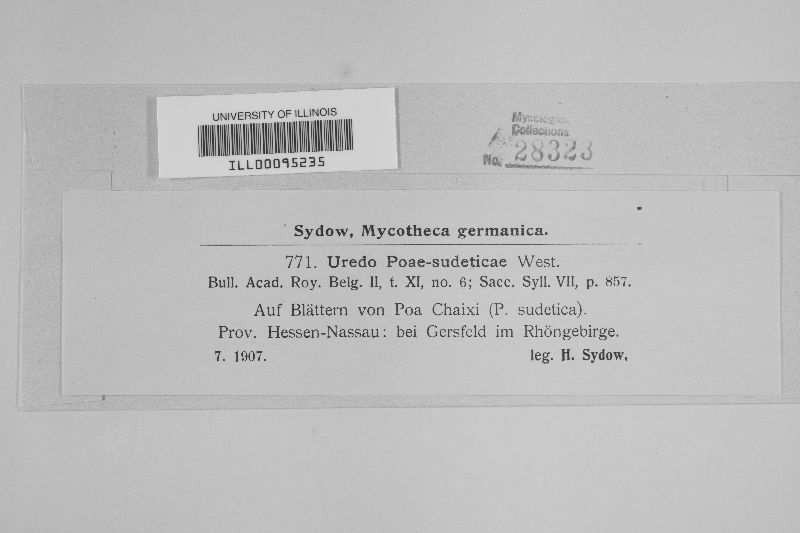 UNIVERSITY OF ILLINOIS
ILL00095235
Mycological
Collections
No. 28323
Sydow, Mycotheca germanica.
771. Uredo Poae-sudeticae West.
Bull. Acad. Roy. Belg. II, t. XI, no. 6; Sacc. Syll. VII, p. 857.
Auf Blättern von Poa Chaixi (P. sudetica).
Prov. Hessen-Nassau: bei Gersfeld im Rhöngebirge.
7. 1907. leg. H. Sydow.